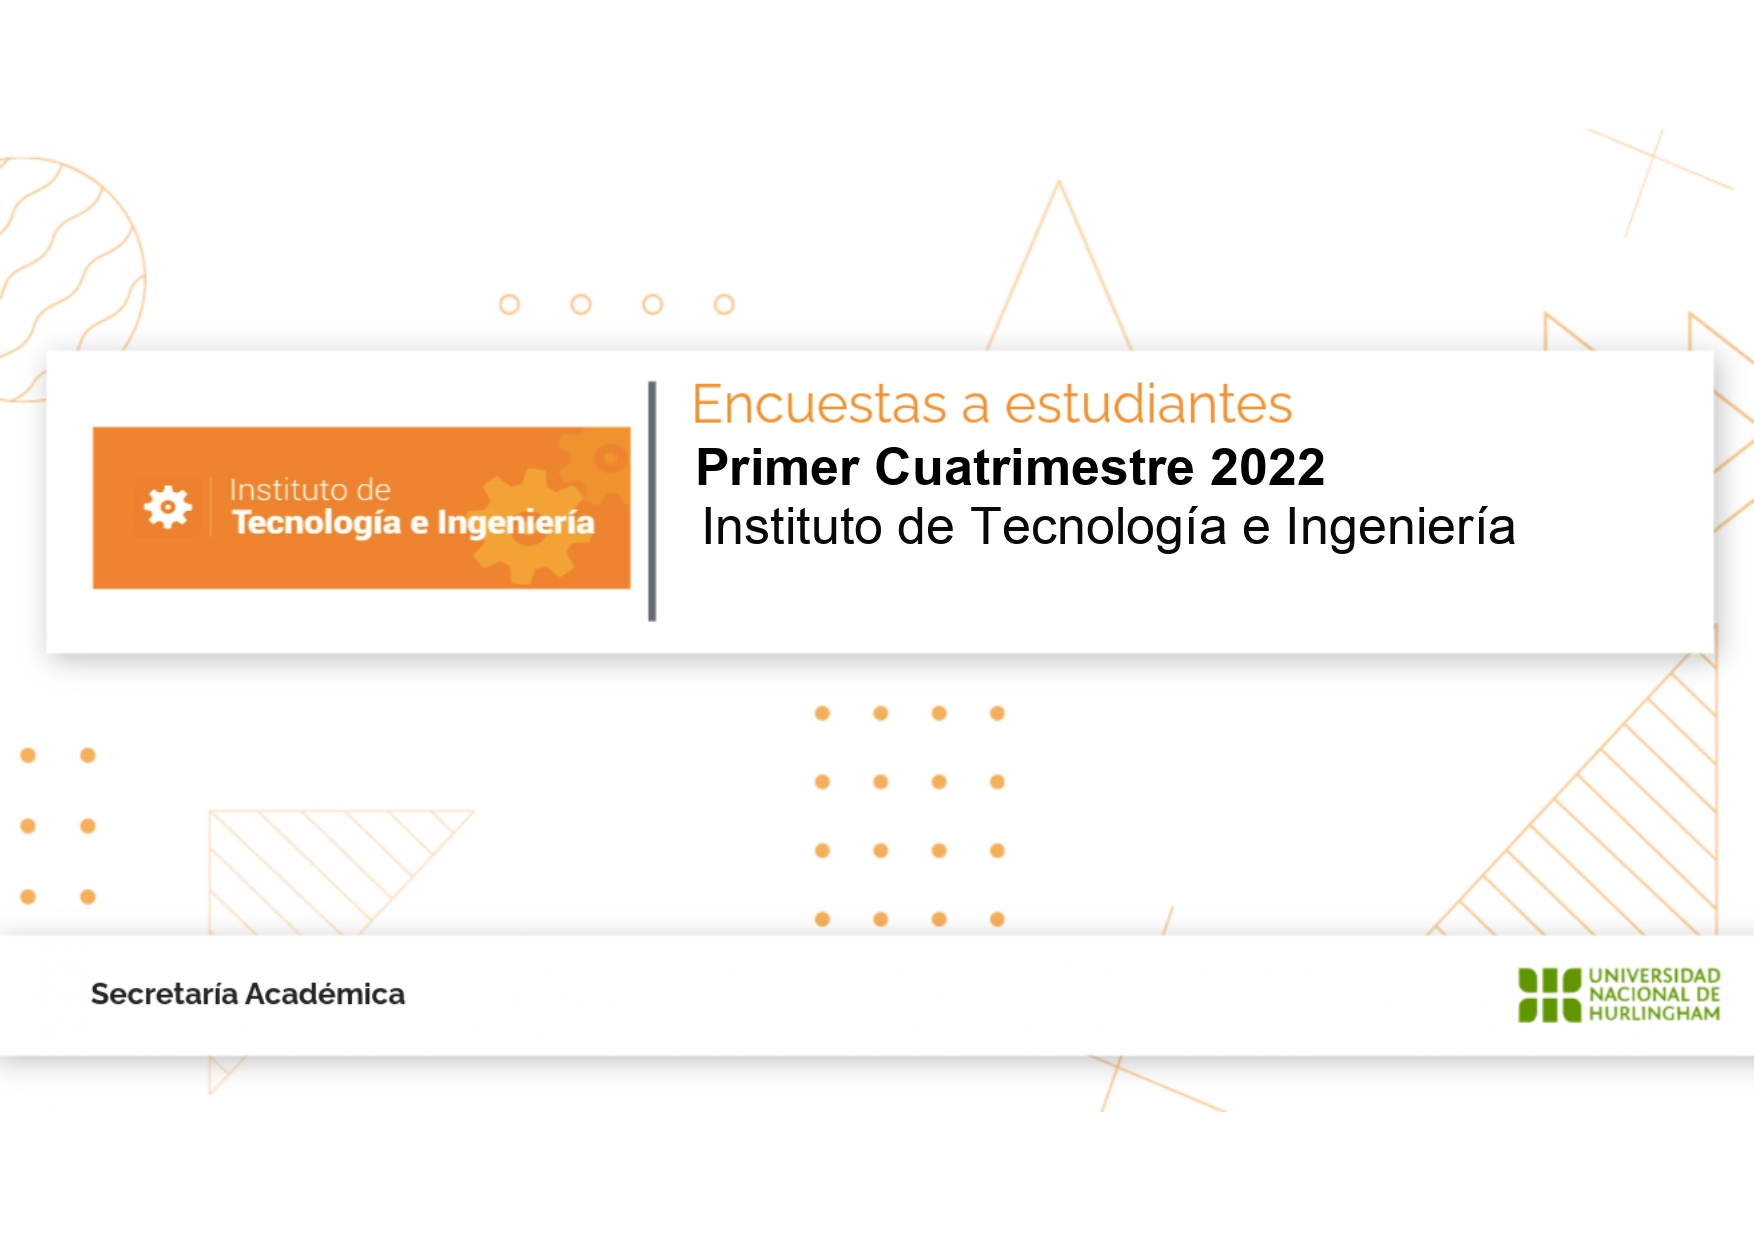 Encuestas a estudiantes
Primer Cuatrimestre 2022
Instituto de Tecnología e Ingeniería
Instituto de
Tecnología e Ingeniería
Secretaría Académica
UNIVERSIDAD
NACIONAL DE
HURLINGHAM